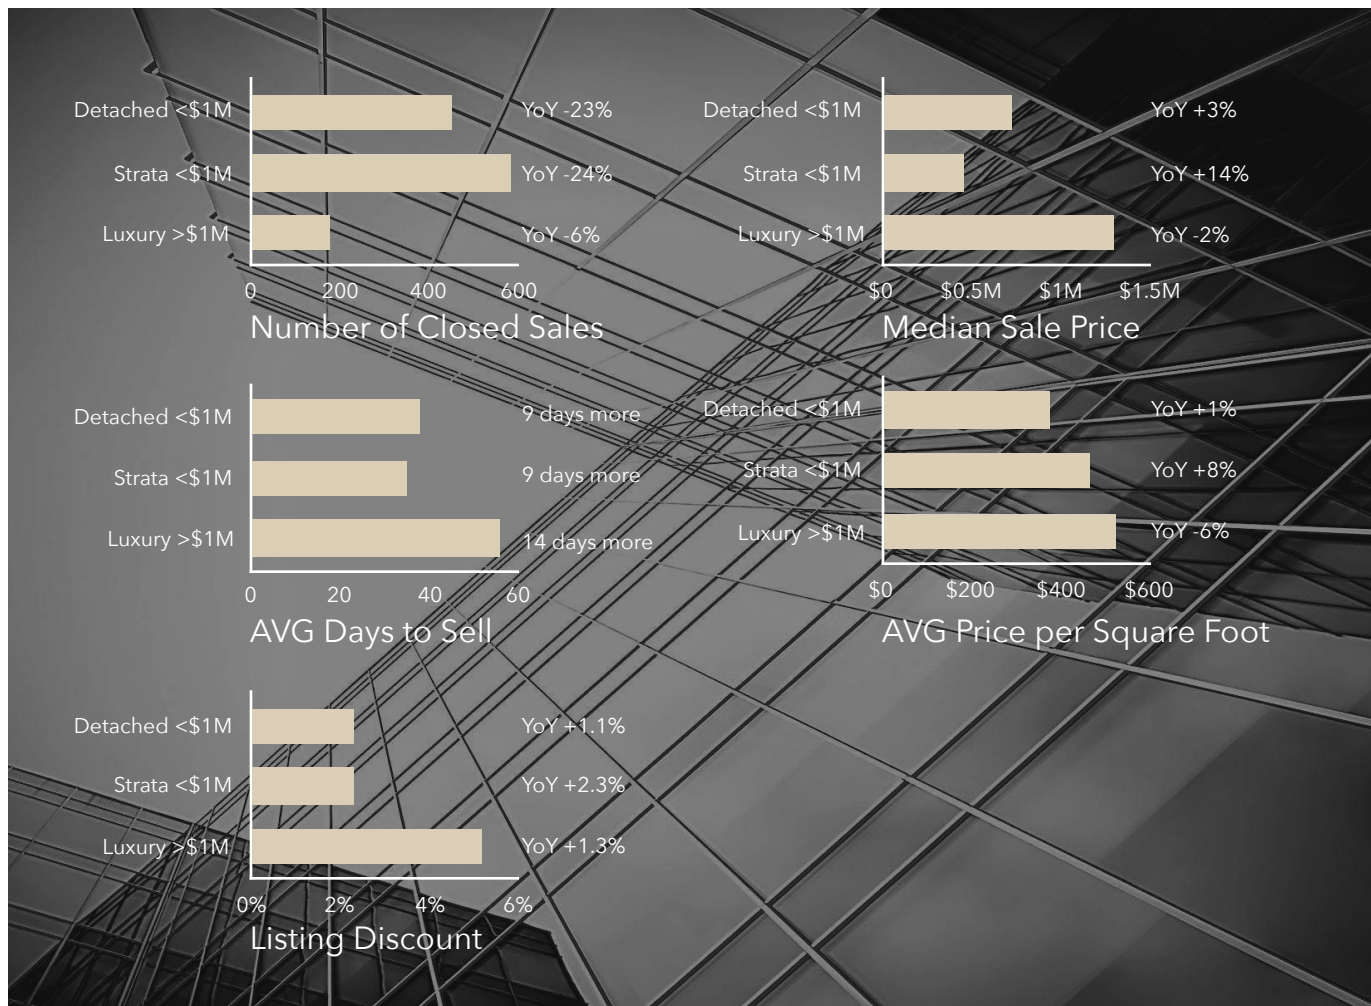 Detached <$1M
YoY -23%
Strata <$1M
YoY -24%
Luxury >$1M
YoY -6%
0 200 400 600
Number of Closed Sales
Detached <$1M
YoY +3%
Strata <$1M
YoY +14%
Luxury >$1M
YoY -2%
$0 $0.5M $1M $1.5M
Median Sale Price
Detached <$1M
9 days more
Strata <$1M
9 days more
Luxury >$1M
14 days more
0 20 40 60
AVG Days to Sell
Detached <$1M
YoY +1%
Strata <$1M
YoY +8%
Luxury >$1M
YoY -6%
$0 $200 $400 $600
AVG Price per Square Foot
Detached <$1M
YoY +1.1%
Strata <$1M
YoY +2.3%
Luxury >$1M
YoY +1.3%
0% 2% 4% 6%
Listing Discount